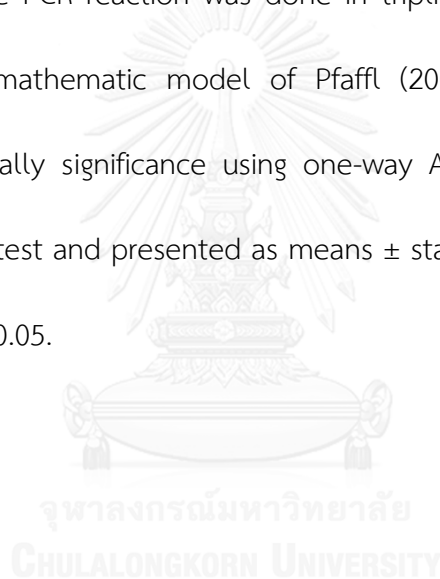 PCR reaction was done in
mathematic model of Pfaffl (20
ally significance using one-way A
test and presented as means ± sta
0.05.
จุฬาลงกรณ์มหาวิทยาลัย
CHULALONGKORN UNIVERSITY